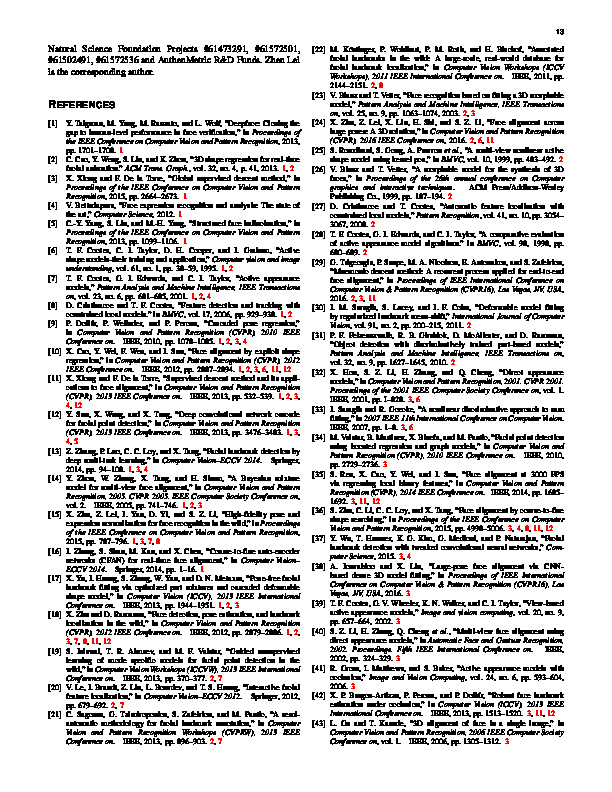 13
Natural Science Foundation Projects #61473291, #61572501,
#61502491, #61572536 and AuthenMetric R&D Funds. Zhen Lei
is the corresponding author.
REFERENCES
[1] Y. Taigman, M. Yang, M. Ranzato, and L. Wolf, "Deepface: Closing the
gap to human-level performance in face verification," in Proceedings of
the IEEE Conference on Computer Vision and Pattern Recognition, 2013,
pp. 1701–1708. 1
[2] C. Cao, Y. Weng, S. Lin, and K. Zhou, "3D shape regression for real-time
facial animation," ACM Trans. Graph., vol. 32, no. 4, p. 41, 2013. 1, 2
[3] X. Xiong and F. De la Torre, "Global supervised descent method," in
Proceedings of the IEEE Conference on Computer Vision and Pattern
Recognition, 2015, pp. 2664–2673. 1
[4] V. Bettadapura, "Face expression recognition and analysis: The state of
the art," Computer Science, 2012. 1
[5] C.-Y. Yang, S. Liu, and M.-H. Yang, "Structured face hallucination," in
Proceedings of the IEEE Conference on Computer Vision and Pattern
Recognition, 2013, pp. 1099–1106. 1
[6] T. F. Cootes, C. J. Taylor, D. H. Cooper, and J. Graham, "Active
shape models-their training and application," Computer vision and image
understanding, vol. 61, no. 1, pp. 38–59, 1995. 1, 2
[7] T. F. Cootes, G. J. Edwards, and C. J. Taylor, "Active appearance
models," Pattern Analysis and Machine Intelligence, IEEE Transactions
on, vol. 23, no. 6, pp. 681–685, 2001. 1, 2, 4
[8] D. Cristinacce and T. F. Cootes, "Feature detection and tracking with
constrained local models." in BMVC, vol. 17, 2006, pp. 929–938. 1, 2
[9] P. Dollár, P. Welinder, and P. Perona, "Cascaded pose regression,"
in Computer Vision and Pattern Recognition (CVPR), 2010 IEEE
Conference on. IEEE, 2010, pp. 1078–1085. 1, 2, 3, 4
[10] X. Cao, Y. Wei, F. Wen, and J. Sun, "Face alignment by explicit shape
regression," in Computer Vision and Pattern Recognition (CVPR), 2012
IEEE Conference on. IEEE, 2012, pp. 2887–2894. 1, 2, 3, 6, 11, 12
[11] X. Xiong and F. De la Torre, "Supervised descent method and its appli-
cations to face alignment," in Computer Vision and Pattern Recognition
(CVPR), 2013 IEEE Conference on. IEEE, 2013, pp. 532–539. 1, 2, 3,
4, 12
[12] Y. Sun, X. Wang, and X. Tang, "Deep convolutional network cascade
for facial point detection," in Computer Vision and Pattern Recognition
(CVPR), 2013 IEEE Conference on. IEEE, 2013, pp. 3476–3483. 1, 3,
4, 5
[13] Z. Zhang, P. Luo, C. C. Loy, and X. Tang, "Facial landmark detection by
deep multi-task learning," in Computer Vision–ECCV 2014. Springer,
2014, pp. 94–108. 1, 3, 4
[14] Y. Zhou, W. Zhang, X. Tang, and H. Shum, "A Bayesian mixture
model for multi-view face alignment," in Computer Vision and Pattern
Recognition, 2005. CVPR 2005. IEEE Computer Society Conference on,
vol. 2. IEEE, 2005, pp. 741–746. 1, 2, 3
[15] X. Zhu, Z. Lei, J. Yan, D. Yi, and S. Z. Li, "High-fidelity pose and
expression normalization for face recognition in the wild," in Proceedings
of the IEEE Conference on Computer Vision and Pattern Recognition,
2015, pp. 787–796. 1, 3, 7, 8
[16] J. Zhang, S. Shan, M. Kan, and X. Chen, "Coarse-to-fine auto-encoder
networks (CFAN) for real-time face alignment," in Computer Vision–
ECCV 2014. Springer, 2014, pp. 1–16. 1
[17] X. Yu, J. Huang, S. Zhang, W. Yan, and D. N. Metaxas, "Pose-free facial
landmark fitting via optimized part mixtures and cascaded deformable
shape model," in Computer Vision (ICCV), 2013 IEEE International
Conference on. IEEE, 2013, pp. 1944–1951. 1, 2, 3
[18] X. Zhu and D. Ramanan, "Face detection, pose estimation, and landmark
localization in the wild," in Computer Vision and Pattern Recognition
(CVPR), 2012 IEEE Conference on. IEEE, 2012, pp. 2879–2886. 1, 2,
3, 7, 8, 11, 12
[19] S. Jaiswal, T. R. Almaev, and M. F. Valstar, "Guided unsupervised
learning of mode specific models for facial point detection in the
wild," in Computer Vision Workshops (ICCVW), 2013 IEEE International
Conference on. IEEE, 2013, pp. 370–377. 2, 7
[20] V. Le, J. Brandt, Z. Lin, L. Bourdev, and T. S. Huang, "Interactive facial
feature localization," in Computer Vision–ECCV 2012. Springer, 2012,
pp. 679–692. 2, 7
[21] C. Sagonas, G. Tzimiropoulos, S. Zafeiriou, and M. Pantic, "A semi-
automatic methodology for facial landmark annotation," in Computer
Vision and Pattern Recognition Workshops (CVPRW), 2013 IEEE
Conference on. IEEE, 2013, pp. 896–903. 2, 7
[22] M. Köstinger, P. Wohlhart, P. M. Roth, and H. Bischof, "Annotated
facial landmarks in the wild: A large-scale, real-world database for
facial landmark localization," in Computer Vision Workshops (ICCV
Workshops), 2011 IEEE International Conference on. IEEE, 2011, pp.
2144–2151. 2, 8
[23] V. Blanz and T. Vetter, "Face recognition based on fitting a 3D morphable
model," Pattern Analysis and Machine Intelligence, IEEE Transactions
on, vol. 25, no. 9, pp. 1063–1074, 2003. 2, 3
[24] X. Zhu, Z. Lei, X. Liu, H. Shi, and S. Z. Li, "Face alignment across
large poses: A 3D solution," in Computer Vision and Pattern Recognition
(CVPR), 2016 IEEE Conference on, 2016. 2, 6, 11
[25] S. Romdhani, S. Gong, A. Psarrou et al., "A multi-view nonlinear active
shape model using kernel pca," in BMVC, vol. 10, 1999, pp. 483–492. 2
[26] V. Blanz and T. Vetter, "A morphable model for the synthesis of 3D
faces," in Proceedings of the 26th annual conference on Computer
graphics and interactive techniques. ACM Press/Addison-Wesley
Publishing Co., 1999, pp. 187–194. 2
[27] D. Cristinacce and T. Cootes, "Automatic feature localisation with
constrained local models," Pattern Recognition, vol. 41, no. 10, pp. 3054–
3067, 2008. 2
[28] T. F. Cootes, G. J. Edwards, and C. J. Taylor, "A comparative evaluation
of active appearance model algorithms." in BMVC, vol. 98, 1998, pp.
680–689. 2
[29] G. Trigeorgis, P. Snape, M. A. Nicolaou, E. Antonakos, and S. Zafeiriou,
"Mnemonic descent method: A recurrent process applied for end-to-end
face alignment," in Proceedings of IEEE International Conference on
Computer Vision & Pattern Recognition (CVPR16), Las Vegas, NV, USA,
2016. 2, 3, 11
[30] J. M. Saragih, S. Lucey, and J. F. Cohn, "Deformable model fitting
by regularized landmark mean-shift," International Journal of Computer
Vision, vol. 91, no. 2, pp. 200–215, 2011. 2
[31] P. F. Felzenszwalb, R. B. Girshick, D. McAllester, and D. Ramanan,
"Object detection with discriminatively trained part-based models,"
Pattern Analysis and Machine Intelligence, IEEE Transactions on,
vol. 32, no. 9, pp. 1627–1645, 2010. 2
[32] X. Hou, S. Z. Li, H. Zhang, and Q. Cheng, "Direct appearance
models," in Computer Vision and Pattern Recognition, 2001. CVPR 2001.
Proceedings of the 2001 IEEE Computer Society Conference on, vol. 1.
IEEE, 2001, pp. I–828. 3, 6
[33] J. Saragih and R. Goecke, "A nonlinear discriminative approach to aam
fitting," in 2007 IEEE 11th International Conference on Computer Vision.
IEEE, 2007, pp. 1–8. 3, 6
[34] M. Valstar, B. Martinez, X. Binefa, and M. Pantic, "Facial point detection
using boosted regression and graph models," in Computer Vision and
Pattern Recognition (CVPR), 2010 IEEE Conference on. IEEE, 2010,
pp. 2729–2736. 3
[35] S. Ren, X. Cao, Y. Wei, and J. Sun, "Face alignment at 3000 FPS
via regressing local binary features," in Computer Vision and Pattern
Recognition (CVPR), 2014 IEEE Conference on. IEEE, 2014, pp. 1685–
1692. 3, 11, 12
[36] S. Zhu, C. Li, C. C. Loy, and X. Tang, "Face alignment by coarse-to-fine
shape searching," in Proceedings of the IEEE Conference on Computer
Vision and Pattern Recognition, 2015, pp. 4998–5006. 3, 4, 8, 11, 12
[37] Y. Wu, T. Hassner, K. G. Kim, G. Medioni, and P. Natarajan, "Facial
landmark detection with tweaked convolutional neural networks," Com-
puter Science, 2015. 3, 4
[38] A. Jourabloo and X. Liu, "Large-pose face alignment via CNN-
based dense 3D model fitting," in Proceedings of IEEE International
Conference on Computer Vision & Pattern Recognition (CVPR16), Las
Vegas, NV, USA, 2016. 3
[39] T. F. Cootes, G. V. Wheeler, K. N. Walker, and C. J. Taylor, "View-based
active appearance models," Image and vision computing, vol. 20, no. 9,
pp. 657–664, 2002. 3
[40] S. Z. Li, H. Zhang, Q. Cheng et al., "Multi-view face alignment using
direct appearance models," in Automatic Face and Gesture Recognition,
2002. Proceedings. Fifth IEEE International Conference on. IEEE,
2002, pp. 324–329. 3
[41] R. Gross, I. Matthews, and S. Baker, "Active appearance models with
occlusion," Image and Vision Computing, vol. 24, no. 6, pp. 593–604,
2006. 3
[42] X. P. Burgos-Artizzu, P. Perona, and P. Dollár, "Robust face landmark
estimation under occlusion," in Computer Vision (ICCV), 2013 IEEE
International Conference on. IEEE, 2013, pp. 1513–1520. 3, 11, 12
[43] L. Gu and T. Kanade, "3D alignment of face in a single image," in
Computer Vision and Pattern Recognition, 2006 IEEE Computer Society
Conference on, vol. 1. IEEE, 2006, pp. 1305–1312. 3